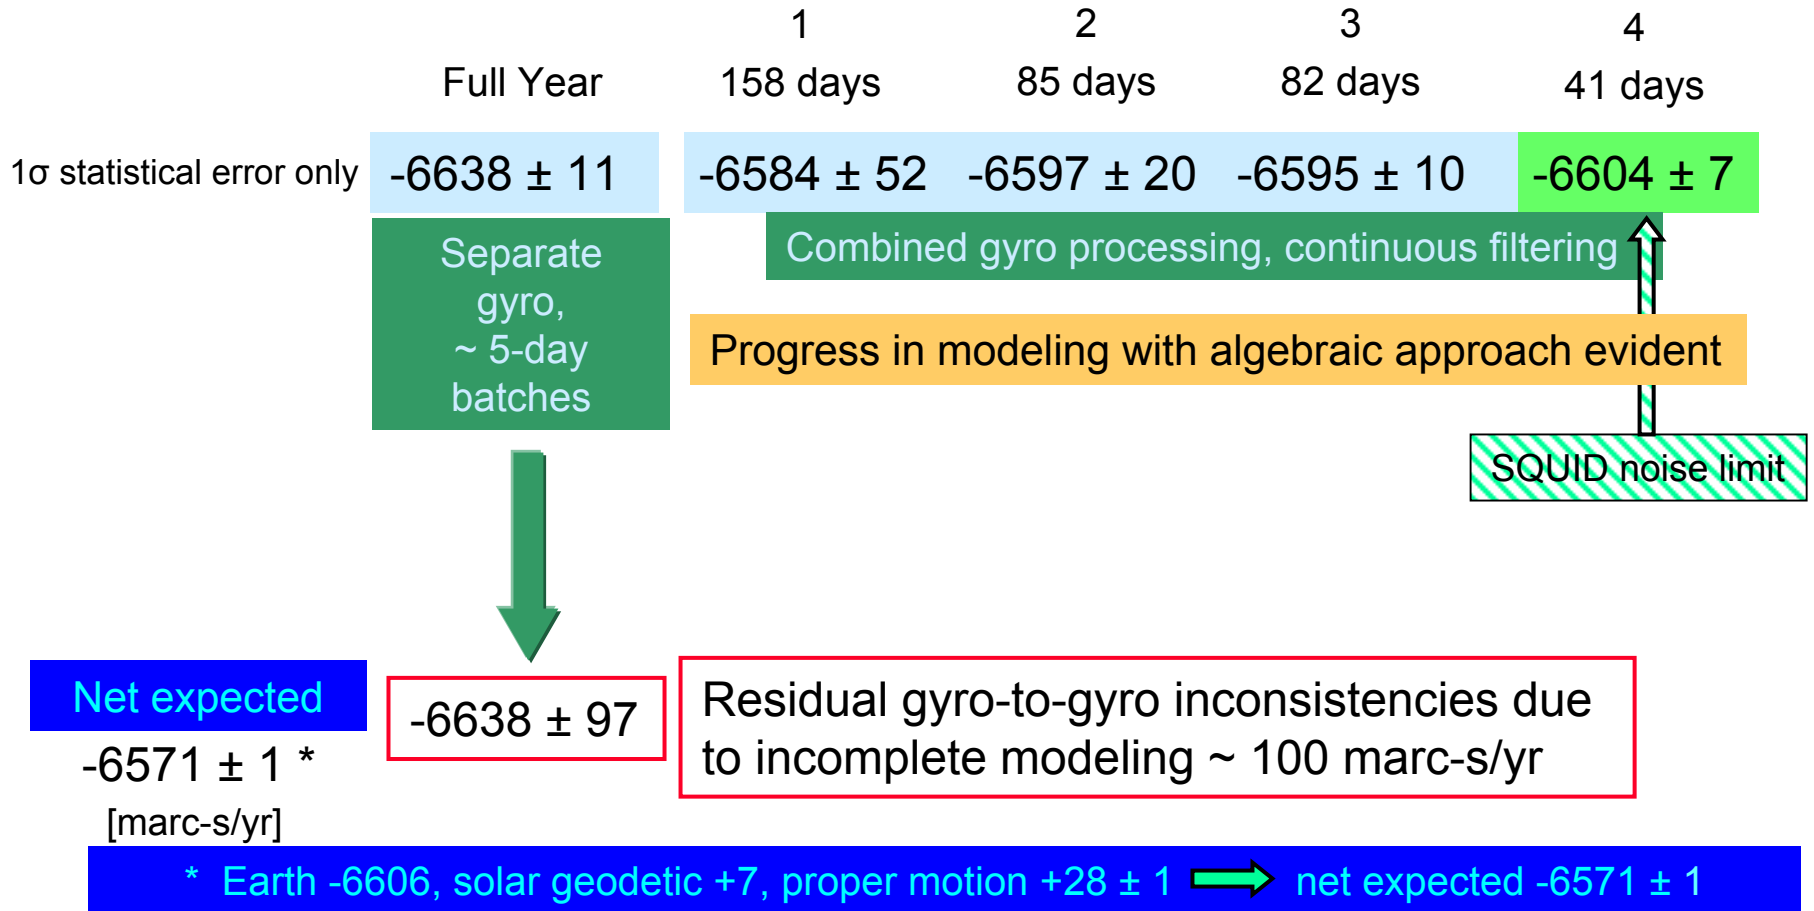 1 2 3 4
Full Year 158 days 85 days 82 days 41 days
1σ statistical error only -6638 ± 11 -6584 ± 52 -6597 ± 20 -6595 ± 10 -6604 ± 7
Separate
gyro,
~ 5-day
batches
Combined gyro processing, continuous filtering
Progress in modeling with algebraic approach evident
SQUID noise limit
Net expected
-6571 ± 1 *
[marc-s/yr]
-6638 ± 97
Residual gyro-to-gyro inconsistencies due
to incomplete modeling ~ 100 marc-s/yr
* Earth -6606, solar geodetic +7, proper motion +28 ± 1 net expected -6571 ± 1